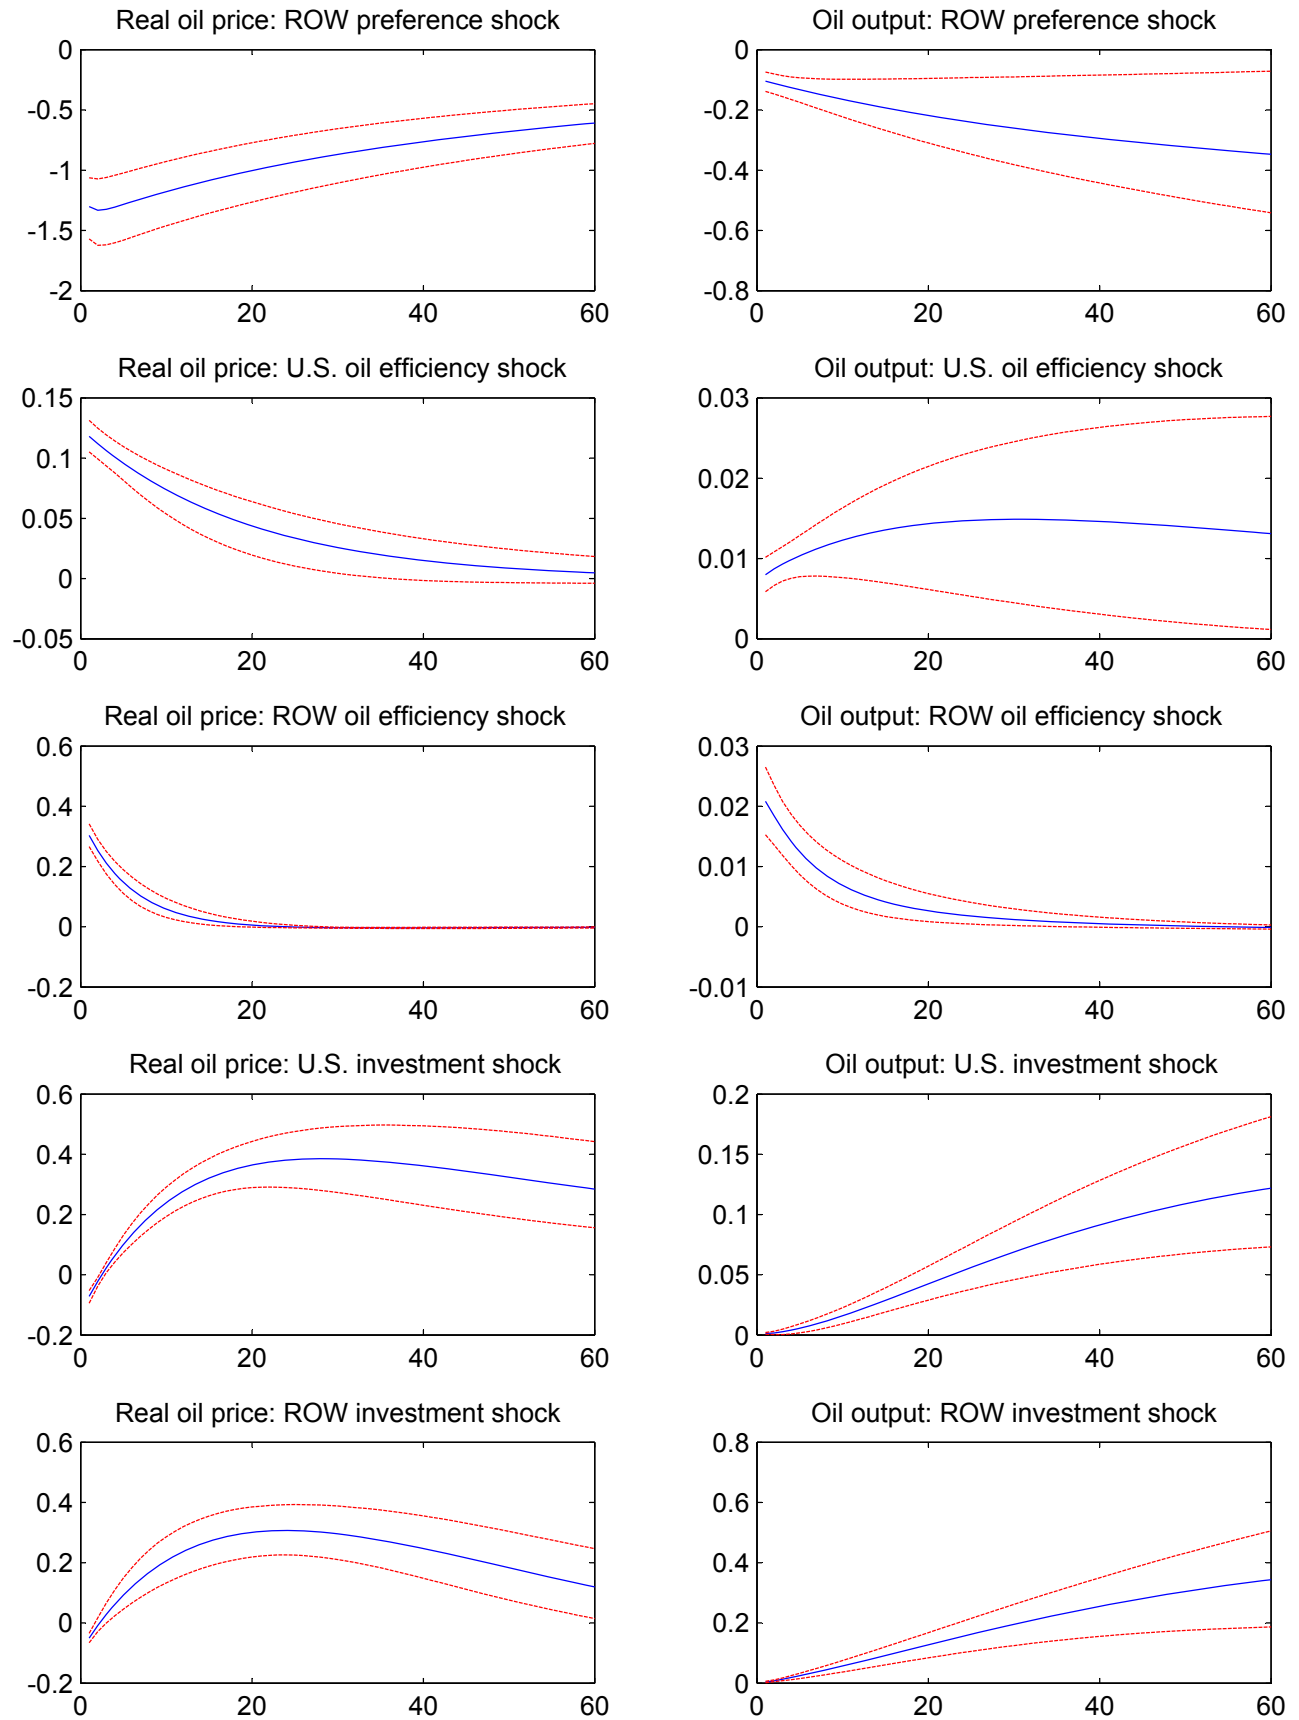 Real oil price: ROW preference shock
0
-0.5
-1
-1.5
-2
0 20 40 60
Oil output: ROW preference shock
0
-0.2
-0.4
-0.6
-0.8
0 20 40 60
Real oil price: U.S. oil efficiency shock
0.15
0.1
0.05
0
-0.05
0 20 40 60
Oil output: U.S. oil efficiency shock
0.03
0.02
0.01
0
0 20 40 60
Real oil price: ROW oil efficiency shock
0.6
0.4
0.2
0
-0.2
0 20 40 60
Oil output: ROW oil efficiency shock
0.03
0.02
0.01
0
-0.01
0 20 40 60
Real oil price: U.S. investment shock
0.6
0.4
0.2
0
-0.2
0 20 40 60
Oil output: U.S. investment shock
0.2
0.15
0.1
0.05
0
0 20 40 60
Real oil price: ROW investment shock
0.6
0.4
0.2
0
-0.2
0 20 40 60
Oil output: ROW investment shock
0.8
0.6
0.4
0.2
0
0 20 40 60